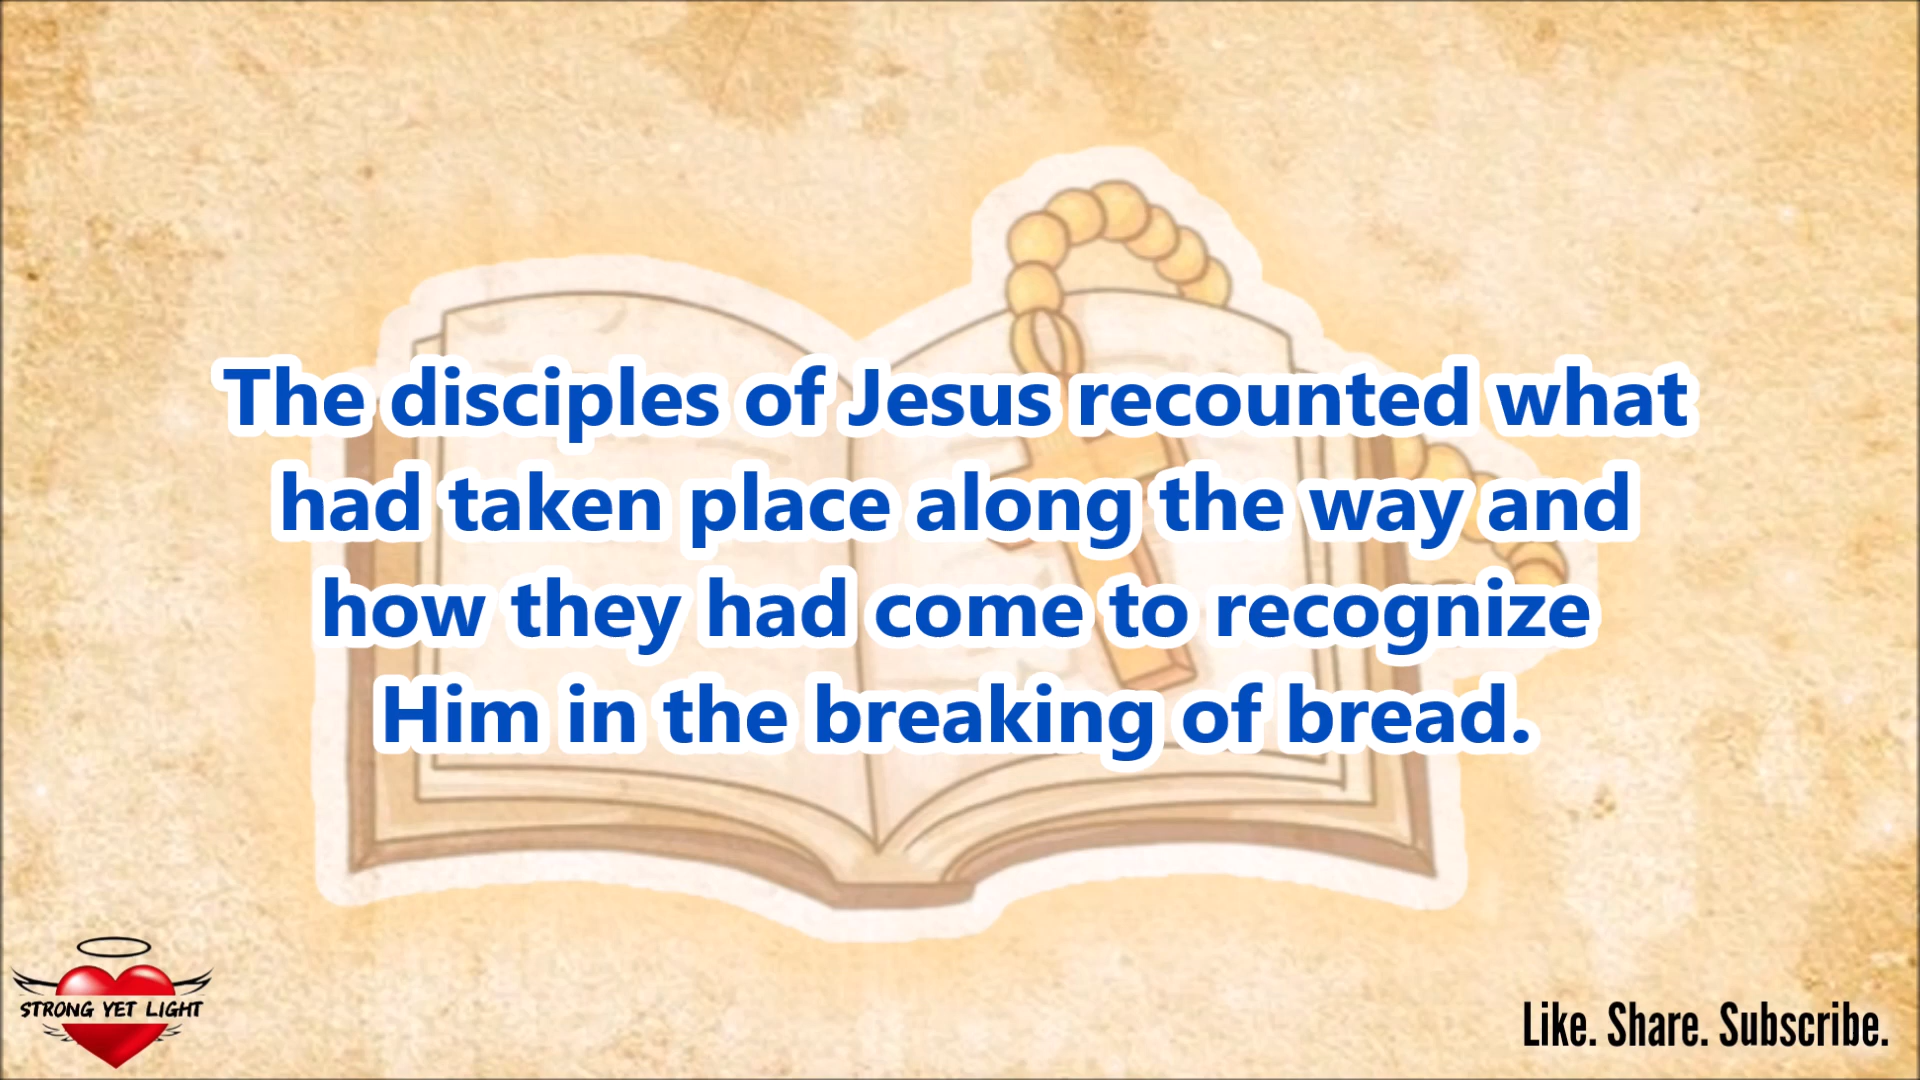 The disciples of Jesus recounted what
had taken place along the way and
how they had come to recognize
Him in the breaking of bread.
STRONG YET LIGHT
Like. Share. Subscribe.